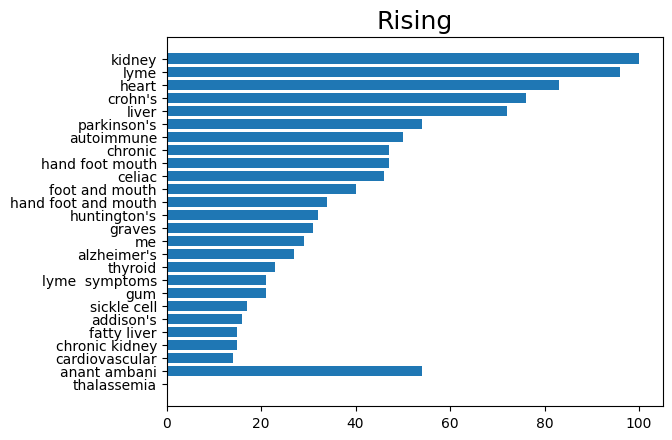 Rising
kidney
lyme
heart
crohn's
liver
parkinson's
autoimmune
chronic
hand foot mouth
celiac
foot and mouth
hand foot and mouth
huntington's
graves
me
alzheimer's
thyroid
lyme  symptoms
gum
sickle cell
addison's
fatty liver
chronic kidney
cardiovascular
anant ambani
thalassemia
0 20 40 60 80 100